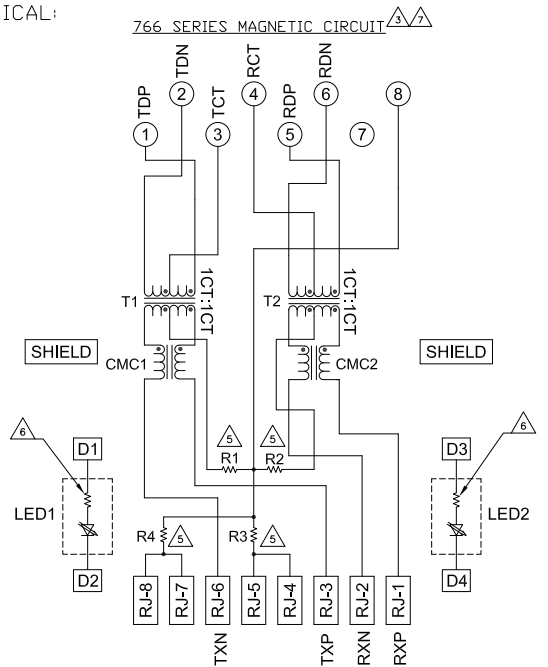 ICAL:
766 SERIES MAGNETIC CIRCUIT 3 7
TDP TDN TCT RCT RDP RDN
1 2 3 4 5 6 7 8
T1 1CT:1CT T2 1CT:1CT
SHIELD CMC1 CMC2 SHIELD
6 5 5 6
D1 R1 R2 D3
LED1 LED2
R4 5 R3 5
D2 D4
RJ-8 RJ-7 RJ-6 RJ-5 RJ-4 RJ-3 RJ-2 RJ-1
TXN TXP RXN RXP